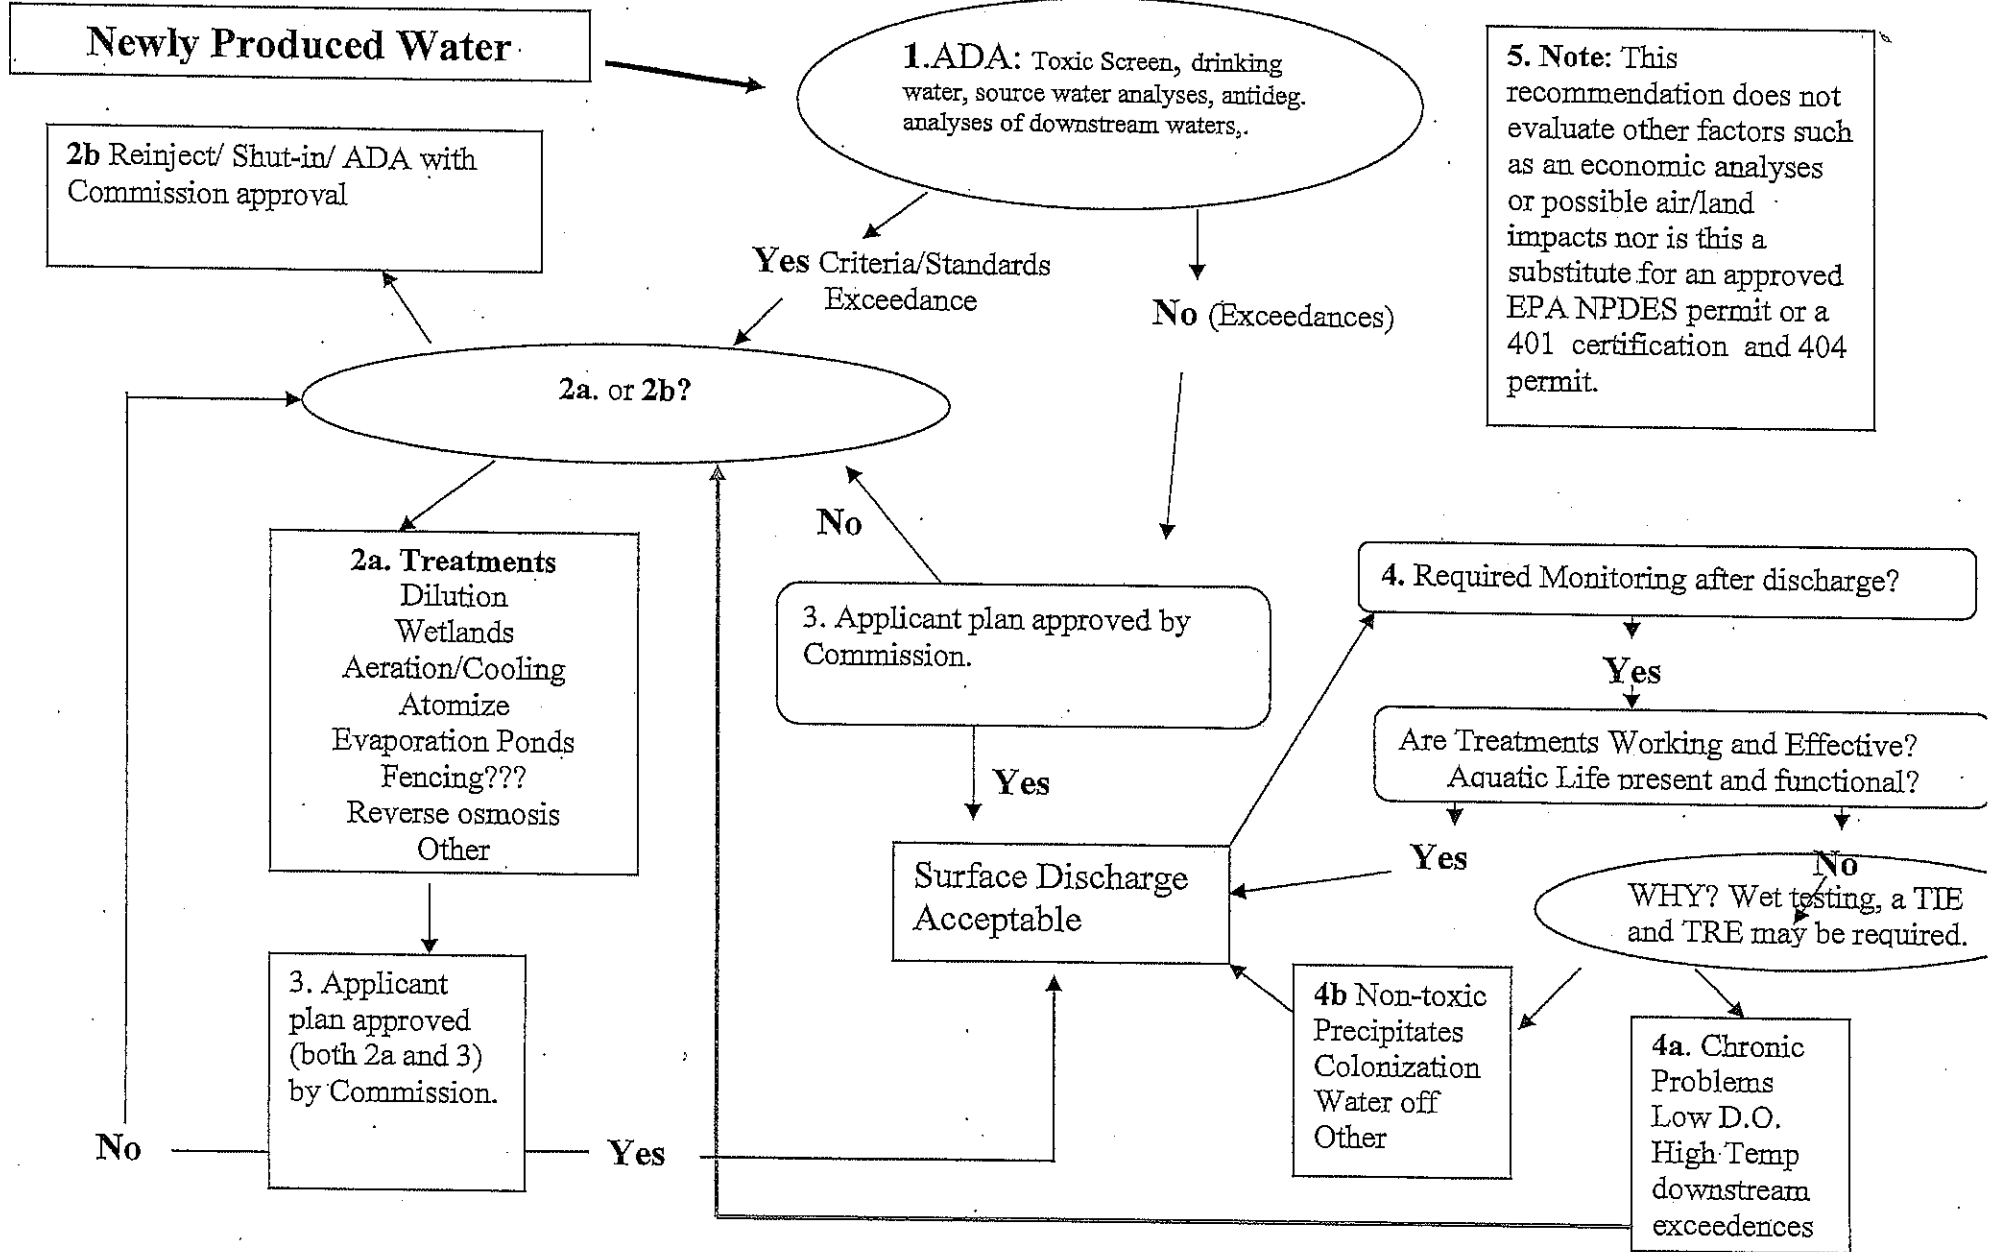 Newly Produced Water
1.ADA: Toxic Screen, drinking
water, source water analyses, antideg.
analyses of downstream waters,.
5. Note: This
recommendation does not
evaluate other factors such
as an economic analyses
or possible air/land
impacts nor is this a
substitute for an approved
EPA NPDES permit or a
401 certification and 404
permit.
2b Reinject/ Shut-in/ ADA with
Commission approval
Yes Criteria/Standards
Exceedance
No (Exceedances)
2a. or 2b?
No
2a. Treatments
Dilution
Wetlands
Aeration/Cooling
Atomize
Evaporation Ponds
Fencing???
Reverse osmosis
Other
3. Applicant plan approved by
Commission.
Yes
4. Required Monitoring after discharge?
Yes
Are Treatments Working and Effective?
Aquatic Life present and functional?
Yes
No
Surface Discharge
Acceptable
WHY? Wet testing, a TIE
and TRE may be required.
3. Applicant
plan approved
(both 2a and 3)
by Commission.
No
Yes
4b Non-toxic
Precipitates
Colonization
Water off
Other
4a. Chronic
Problems
Low D.O.
High Temp
downstream
exceedences